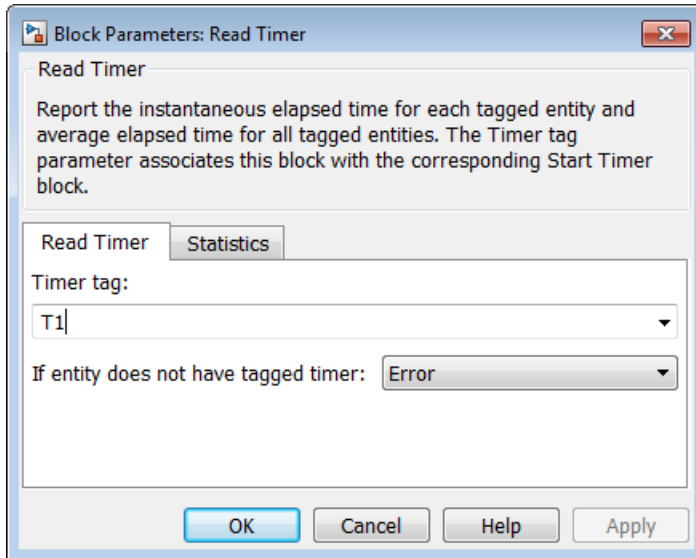 Block Parameters: Read Timer
Read Timer
Report the instantaneous elapsed time for each tagged entity and
average elapsed time for all tagged entities. The Timer tag
parameter associates this block with the corresponding Start Timer
block.
Read Timer Statistics
Timer tag:
T1
If entity does not have tagged timer: Error
OK Cancel Help Apply